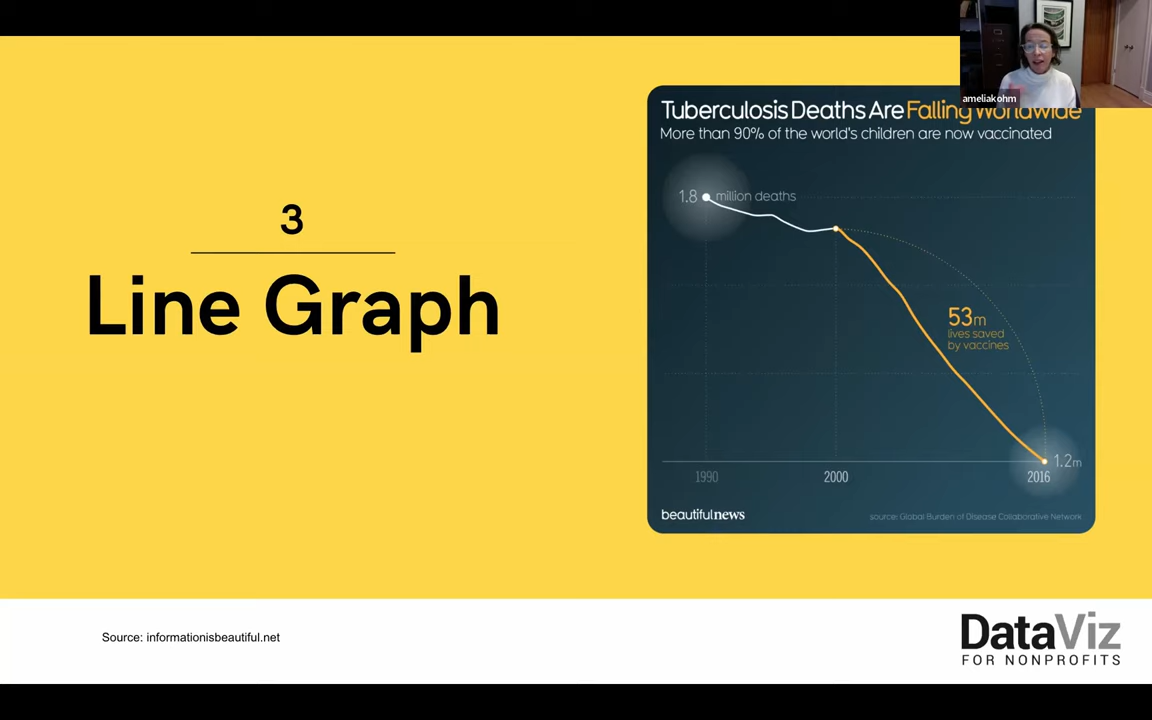 ameliakohm
Tuberculosis Deaths Are Falling Worldwide
More than 90% of the world's children are now vaccinated
3
Line Graph
1.8 million deaths
53m
lives saved
by vaccines
1.2m
1990 2000 2016
beautifulnews
source: Global Burden of Disease Collaborative Network
Source: informationisbeautiful.net
DataViz
FOR NONPROFITS